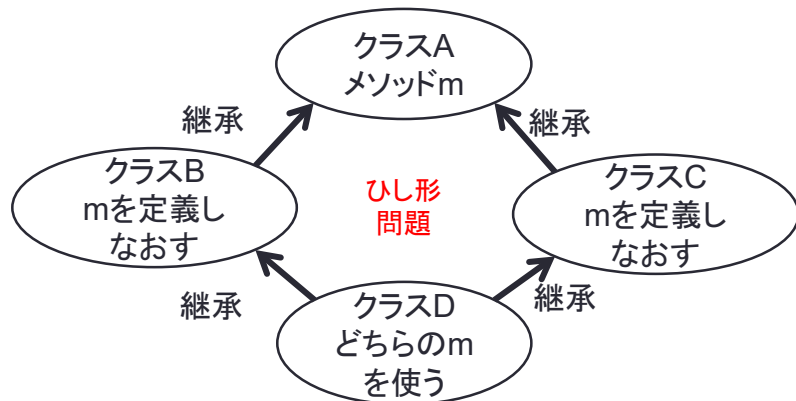 クラスA
メソッドm
継承
継承
クラスB
mを定義し
なおす
ひし形
問題
クラスC
mを定義し
なおす
継承
継承
クラスD
どちらのm
を使う